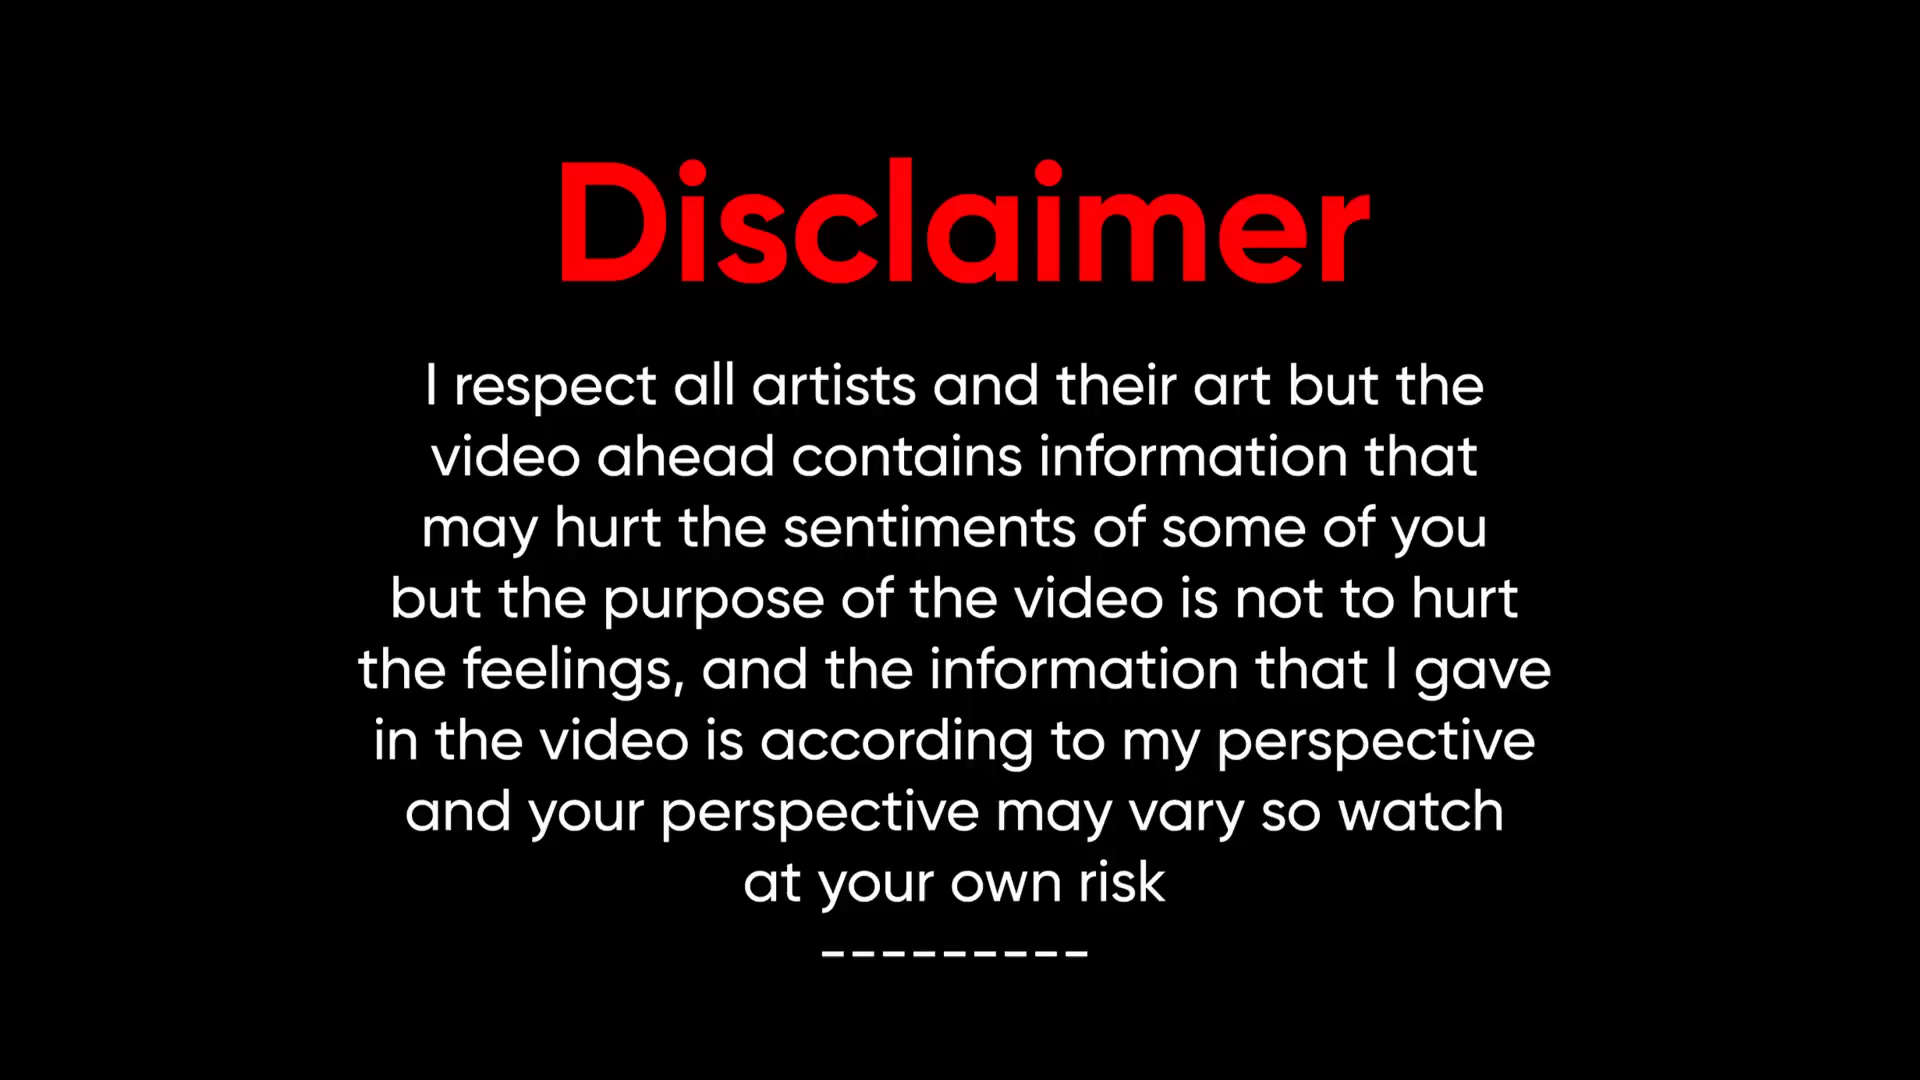 Disclaimer
I respect all artists and their art but the
video ahead contains information that
may hurt the sentiments of some of you
but the purpose of the video is not to hurt
the feelings, and the information that I gave
in the video is according to my perspective
and your perspective may vary so watch
at your own risk
---------